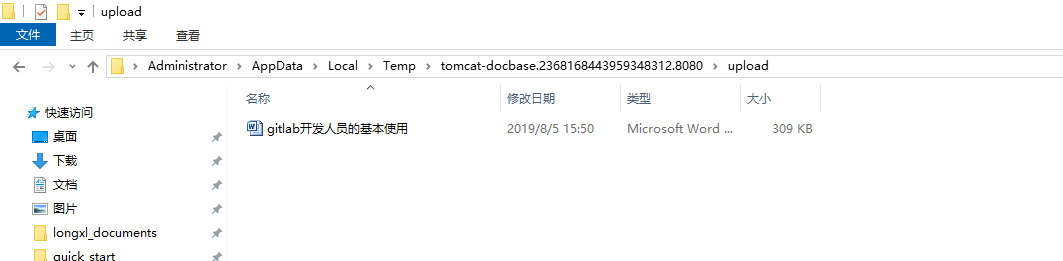 upload
文件 主页 共享 查看
Administrator AppData Local Temp tomcat-docbase.2368168443959348312.8080 upload
名称 修改日期 类型 大小
快速访问
gitlab开发人员的基本使用 2019/8/5 15:50 Microsoft Word ... 309 KB
桌面
下载
文档
图片
longxl_documents
quick start